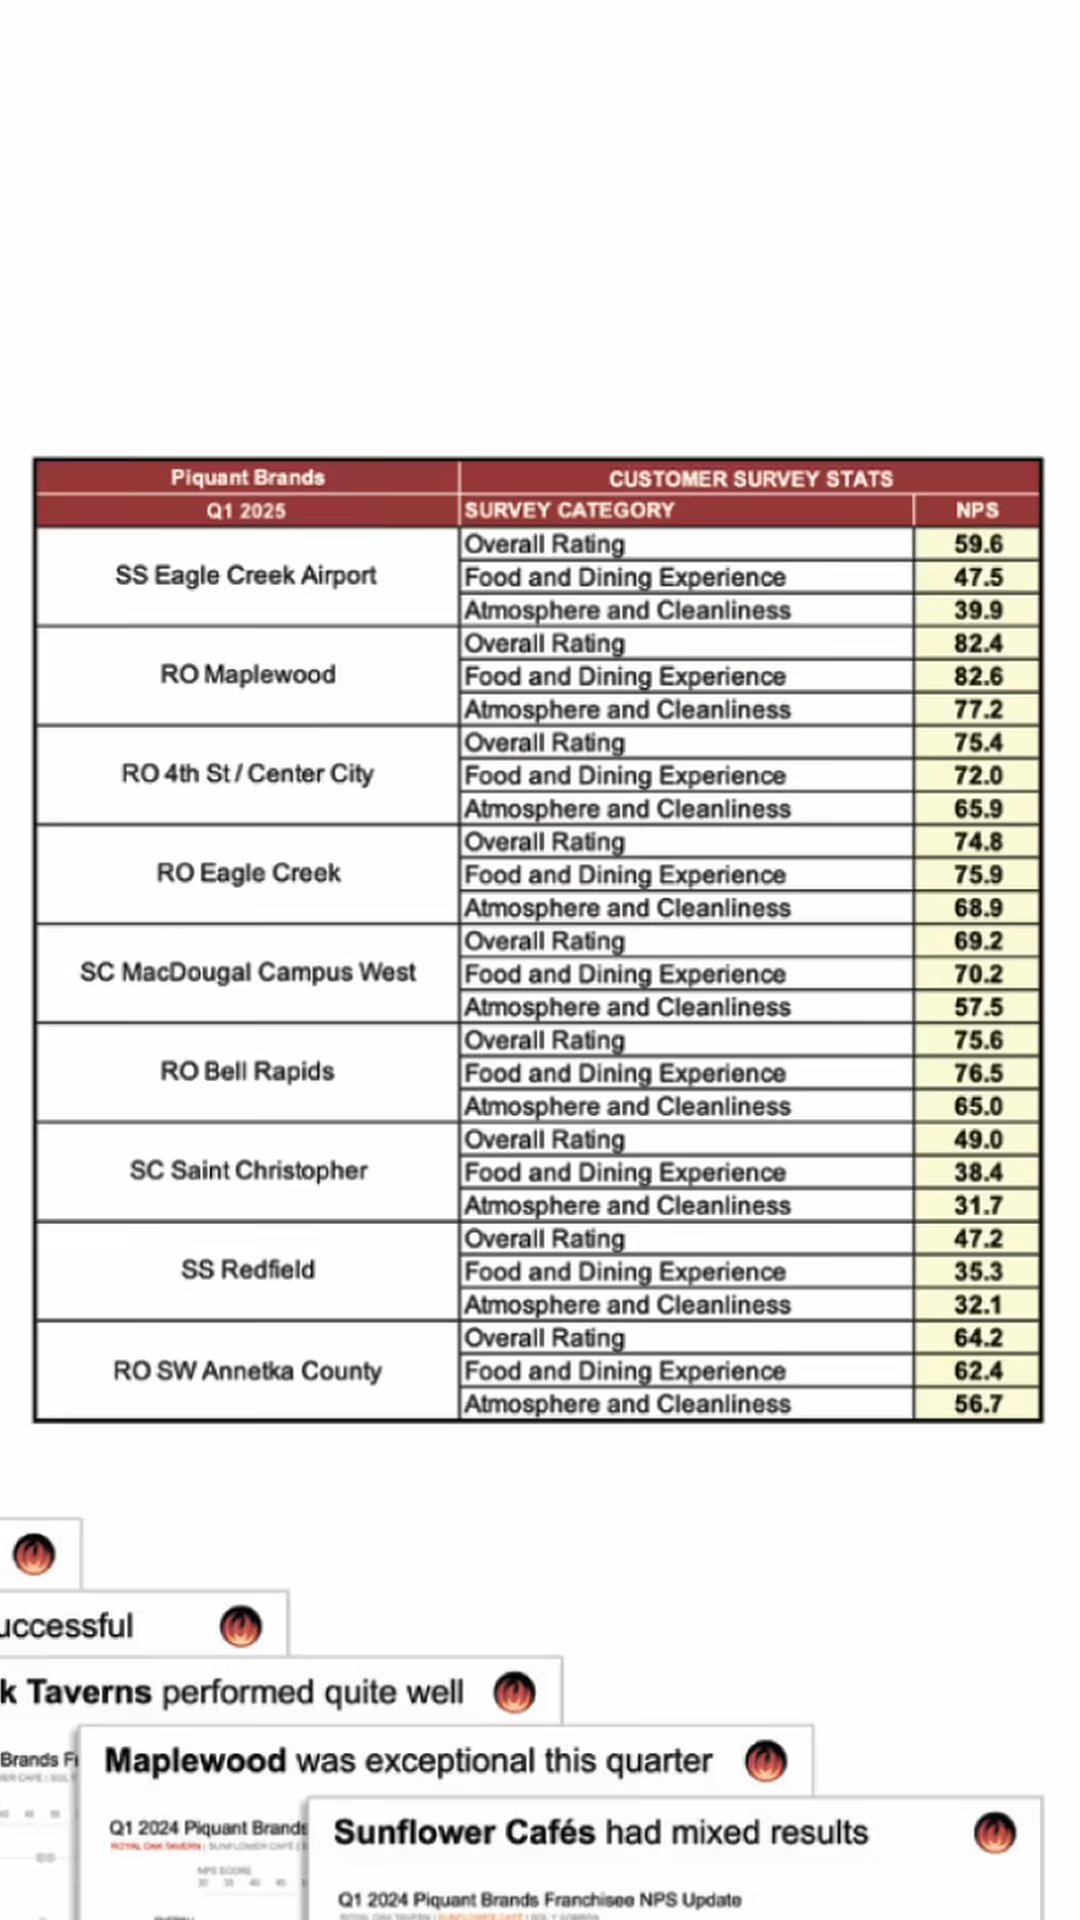 Piquant Brands CUSTOMER SURVEY STATS
Q1 2025 SURVEY CATEGORY NPS
SS Eagle Creek Airport Overall Rating 59.6
Food and Dining Experience 47.5
Atmosphere and Cleanliness 39.9
RO Maplewood Overall Rating 82.4
Food and Dining Experience 82.6
Atmosphere and Cleanliness 77.2
RO 4th St / Center City Overall Rating 75.4
Food and Dining Experience 72.0
Atmosphere and Cleanliness 65.9
RO Eagle Creek Overall Rating 74.8
Food and Dining Experience 75.9
Atmosphere and Cleanliness 68.9
SC MacDougal Campus West Overall Rating 69.2
Food and Dining Experience 70.2
Atmosphere and Cleanliness 57.5
RO Bell Rapids Overall Rating 75.6
Food and Dining Experience 76.5
Atmosphere and Cleanliness 65.0
SC Saint Christopher Overall Rating 49.0
Food and Dining Experience 38.4
Atmosphere and Cleanliness 31.7
SS Redfield Overall Rating 47.2
Food and Dining Experience 35.3
Atmosphere and Cleanliness 32.1
RO SW Annetka County Overall Rating 64.2
Food and Dining Experience 62.4
Atmosphere and Cleanliness 56.7
uccessful
k Taverns performed quite well
Brands F
Maplewood was exceptional this quarter
Q1 2024 Piquant Brands
ROYAL OAK TAVERN | SUNFLOWER CAFÉ |
NPS SCORE
Sunflower Cafés had mixed results
Q1 2024 Piquant Brands Franchisee NPS Update